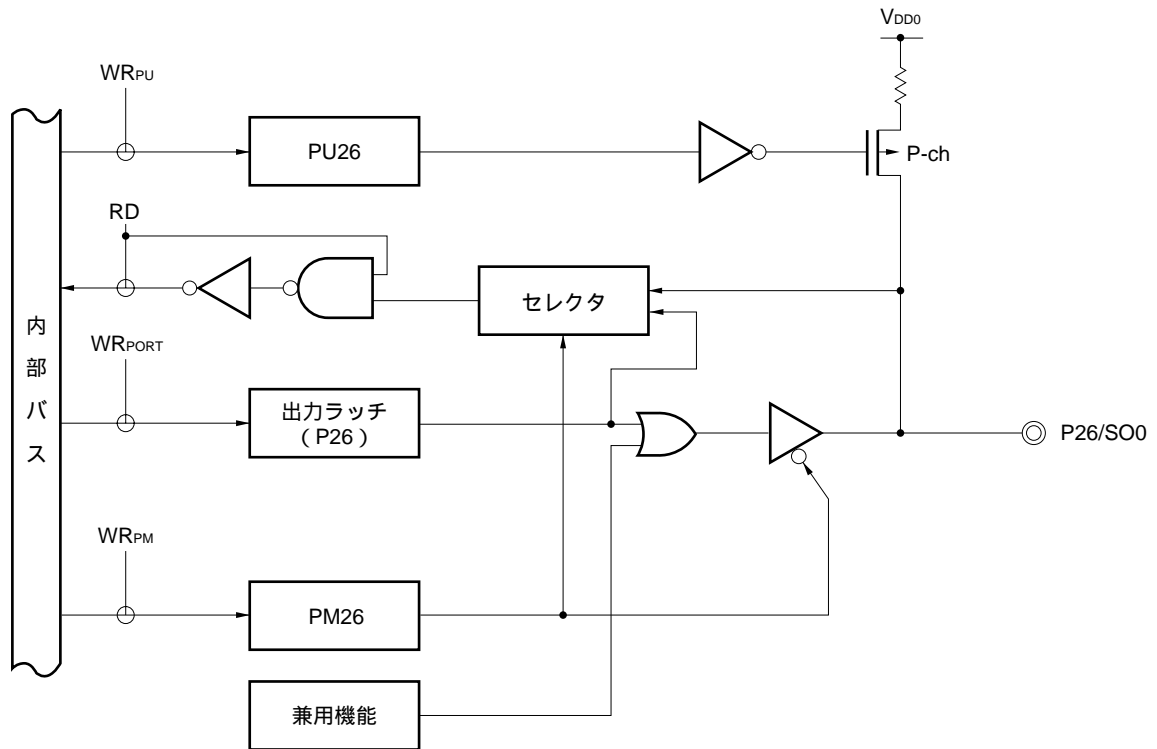 VDD0
WRPU
PU26
P-ch
RD
セレクタ
内部バス
WRPORT
出力ラッチ
（P26）
P26/SO0
WRPM
PM26
兼用機能